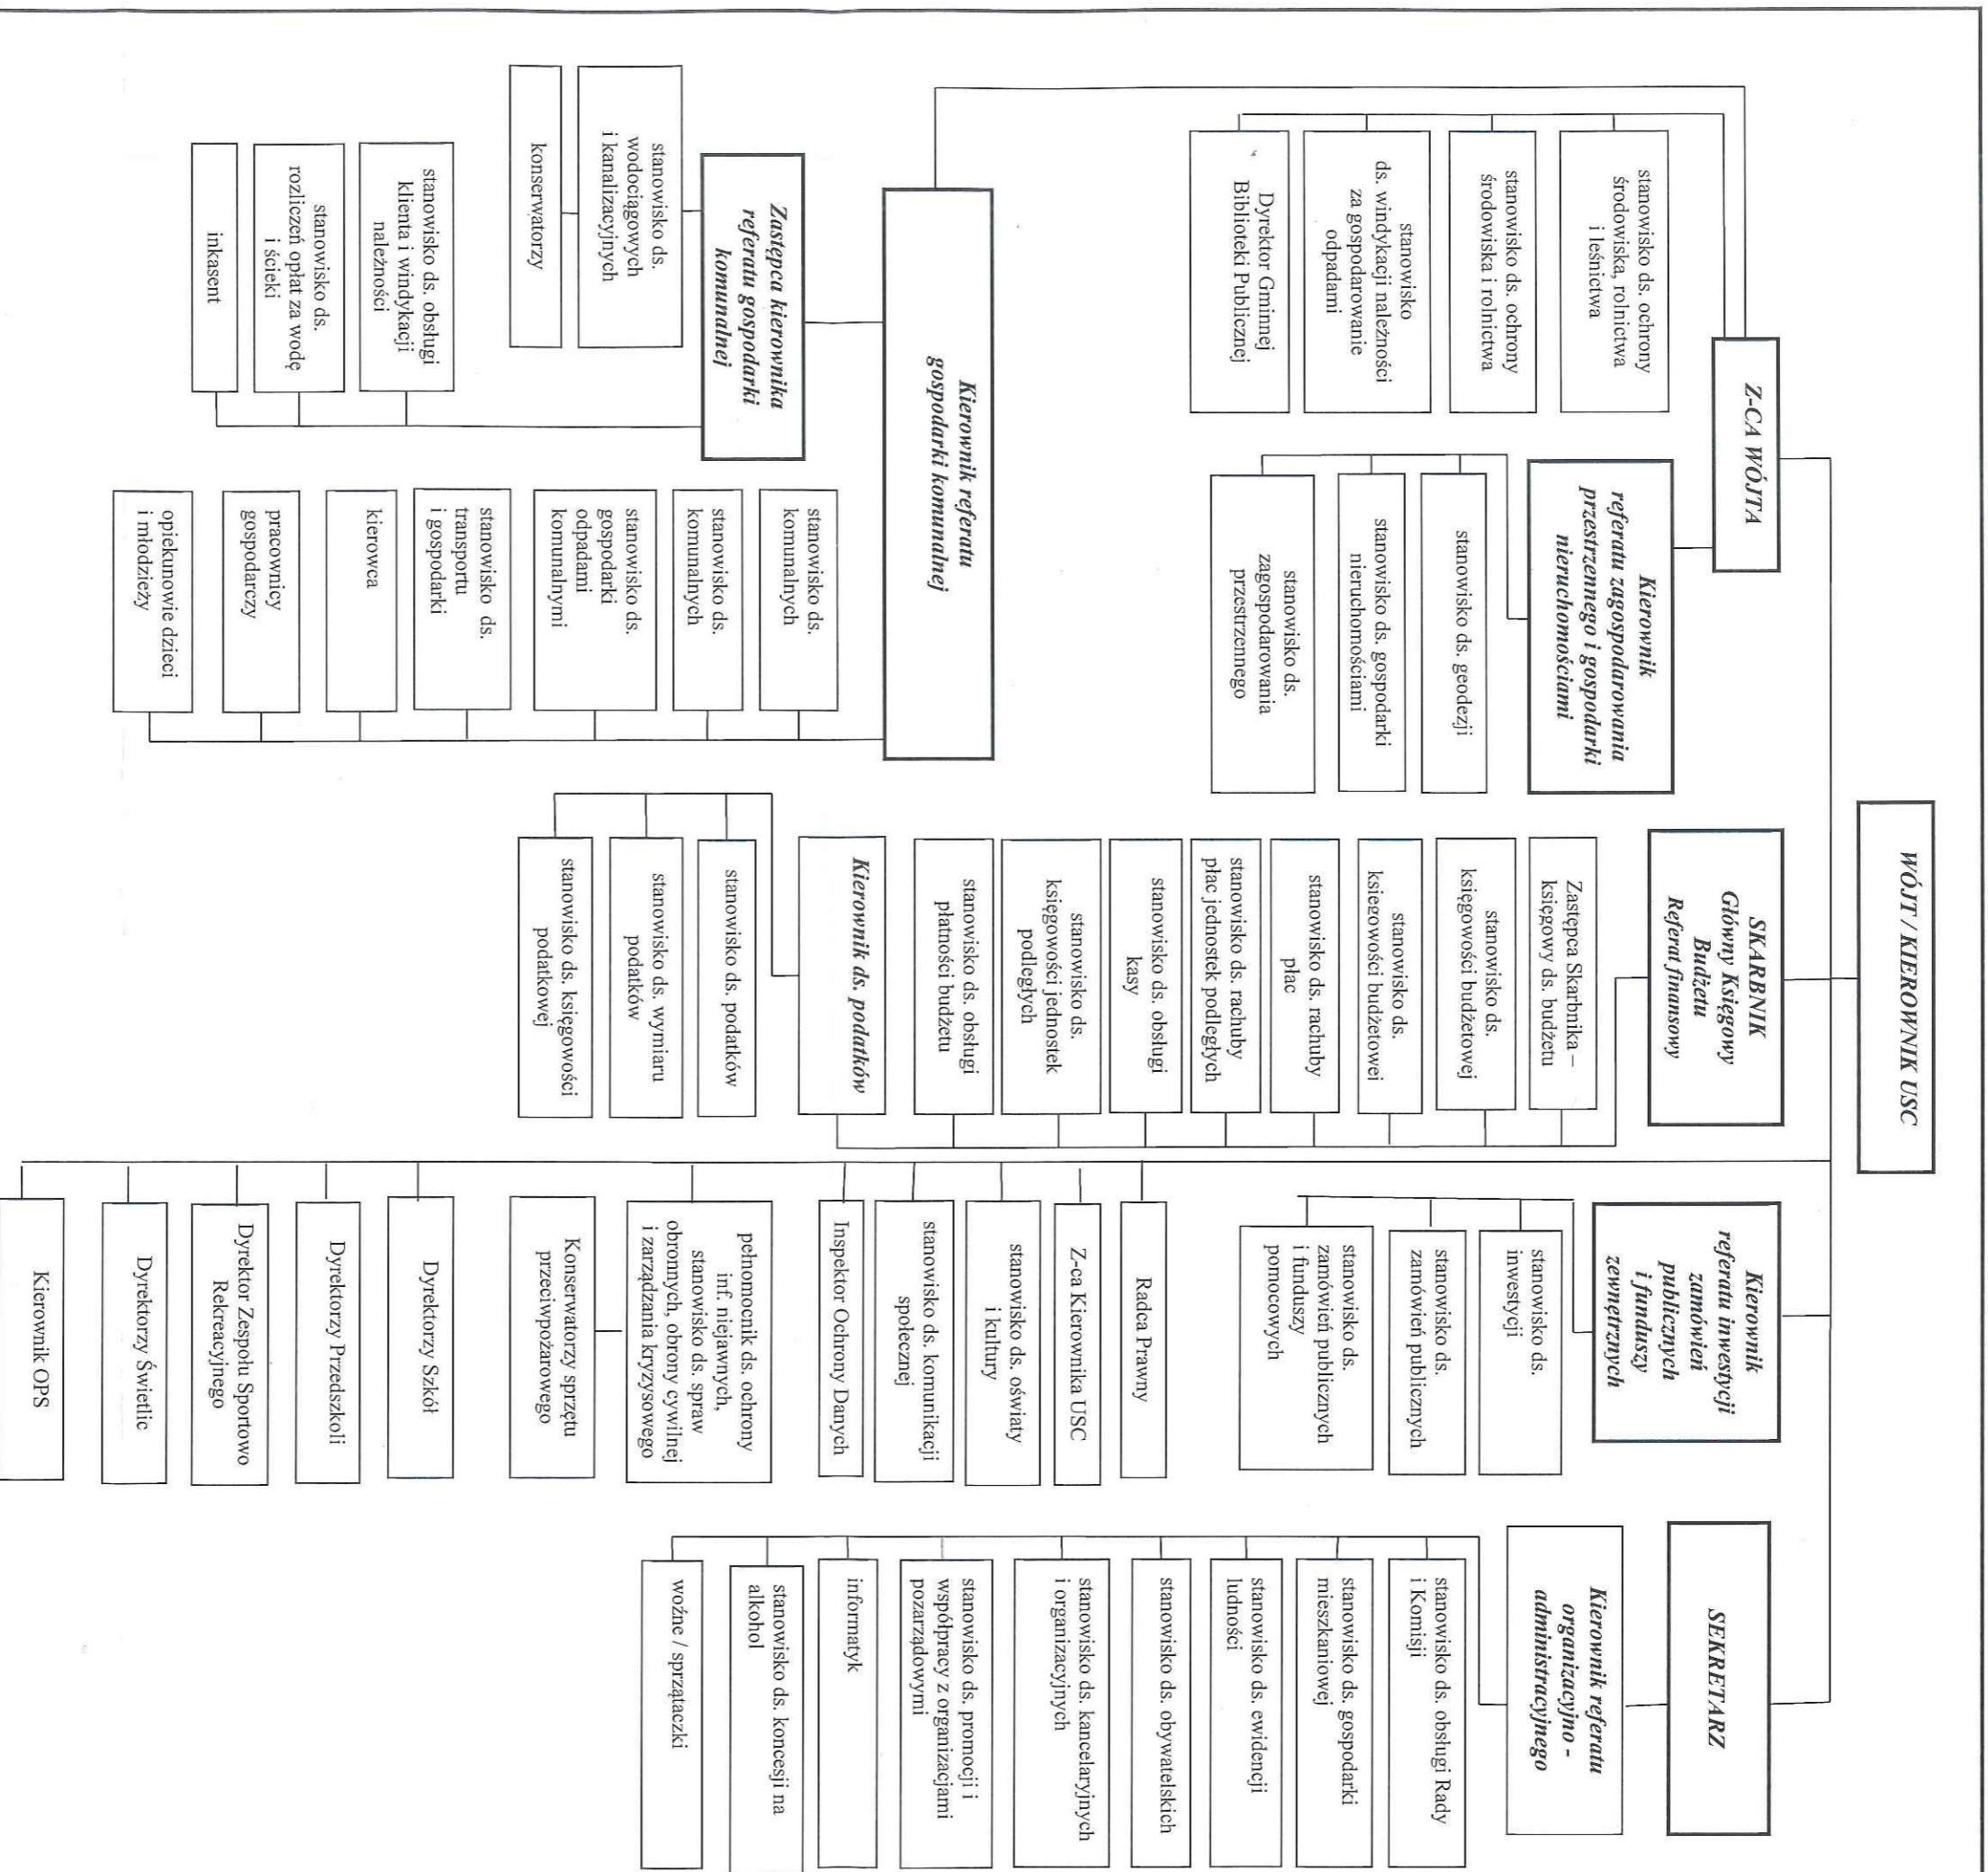 WÓJT / KIEROWNIK USC
Z-CA WÓJTA
stanowisko ds. ochrony
środowiska, rolnictwa
i leśnictwa
stanowisko ds. ochrony
środowiska i rolnictwa
stanowisko
ds. windykacji należności
za gospodarowanie
odpadami
Dyrektor Gminnej
Biblioteki Publicznej
Kierownik
referatu zagospodarowania
przestrzennego i gospodarki
nieruchomościami
stanowisko ds. geodezji
stanowisko ds. gospodarki
nieruchomościami
stanowisko ds.
zagospodarowania
przestrzennego
Kierownik referatu
gospodarki komunalnej
Zastępca kierownika
referatu gospodarki
komunalnej
stanowisko ds.
wodociągowych
i kanalizacyjnych
konserwatorzy
stanowisko ds. obsługi
klienta i windykacji
należności
stanowisko ds.
rozliczeń opłat za wodę
i ścieki
inkasent
stanowisko ds.
komunalnych
stanowisko ds.
komunalnych
stanowisko ds.
gospodarki
odpadami
komunalnymi
stanowisko ds.
transportu
i gospodarki
kierowca
pracownicy
gospodarczy
opiekunowie dzieci
i młodzieży
SKARBNIK
Główny Księgowy
Budżetu
Referat finansowy
Zastępca Skarbnika –
księgowy ds. budżetu
stanowisko ds.
księgowości budżetowej
stanowisko ds.
ksiegowości budżetowei
stanowisko ds. rachuby
płac
stanowisko ds. rachuby
płac jednostek podległych
stanowisko ds. obsługi
kasy
stanowisko ds.
księgowości jednostek
podległych
stanowisko ds. obsługi
płatności budżetu
Kierownik ds. podatków
stanowisko ds. podatków
stanowisko ds. wymiaru
podatków
stanowisko ds. księgowości
podatkowej
Kierownik
referatu inwestycji
zamówień
publicznych
i funduszy
zewnętrznych
stanowisko ds.
inwestycji
stanowisko ds.
zamówień publicznych
stanowisko ds.
zamówień publicznych
i funduszy
pomocowych
Radca Prawny
Z-ca Kierownika USC
stanowisko ds. oświaty
i kultury
stanowisko ds. komunikacji
społecznej
Inspektor Ochrony Danych
pełnomocnik ds. ochrony
inf. niejawnych,
stanowisko ds. spraw
obronnych, obrony cywilnej
i zarządzania kryzysowego
Konserwatorzy sprzętu
przeciwpożarowego
Dyrektorzy Szkół
Dyrektorzy Przedszkoli
Dyrektor Zespołu Sportowo
Rekreacyjnego
Dyrektorzy Świetlic
Kierownik OPS
SEKRETARZ
Kierownik referatu
organizacyjno -
administracyjnego
stanowisko ds. obsługi Rady
i Komisji
stanowisko ds. gospodarki
mieszkaniowej
stanowisko ds. ewidencji
ludności
stanowisko ds. obywatelskich
stanowisko ds. kancelaryjnych
i organizacyjnych
stanowisko ds. promocji i
współpracy z organizacjami
pozarządowymi
informatyk
stanowisko ds. koncesji na
alkohol
woźne / sprzątaczki